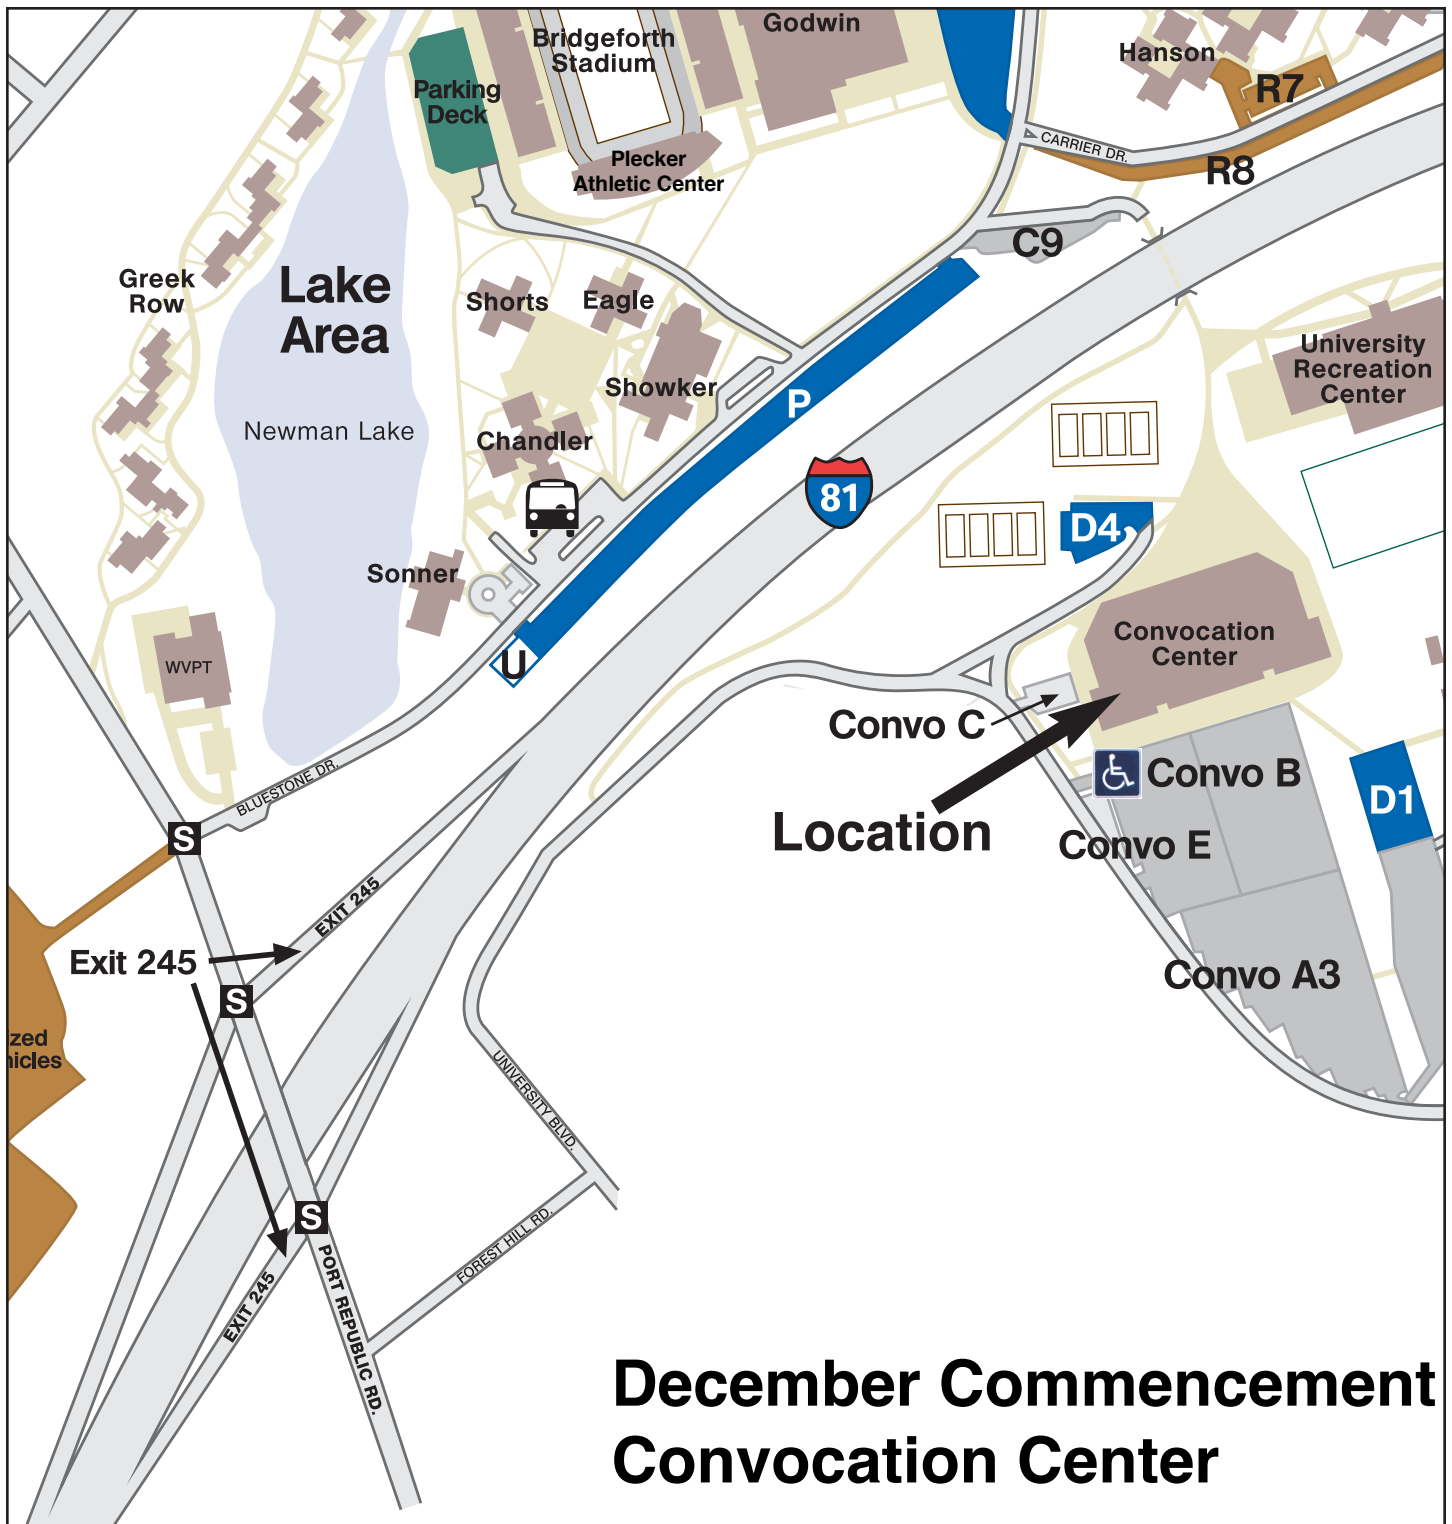 Godwin
Bridgeforth
Stadium
Hanson
Parking
Deck
R7
CARRIER DR.
Plecker
Athletic Center
R8
C9
Greek
Row
Lake
Area
Shorts
Eagle
University
Recreation
Center
Showker
P
Newman Lake
Chandler
81
D4
Sonner
Convocation
Center
U
WVPT
Convo C
BLUESTONE DR.
Convo B
D1
Location
S
Convo E
EXIT 245
Exit 245
Convo A3
S
zed
hicles
UNIVERSITY BLVD.
S
FOREST HILL RD.
EXIT 245
PORT REPUBLIC RD.
December Commencement
Convocation Center